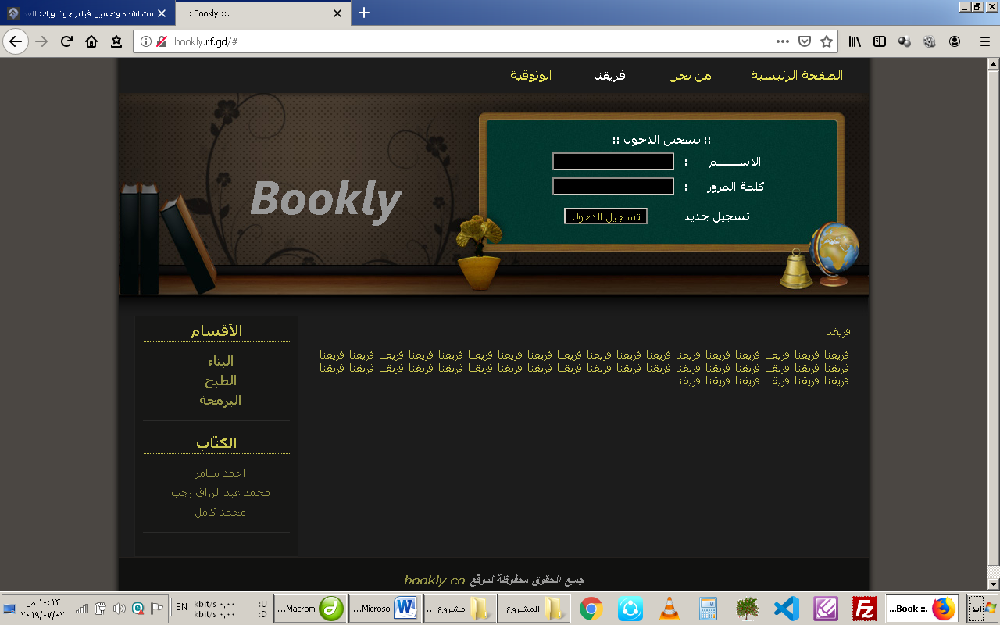 مشاهده وتحميل فيلم جون ويك : الف
.:: Bookly ::.
bookly.rf.gd/#
الصفحة الرئيسية
من نحن
فريقنا
الوثوقية
:: تسجيل الدخول ::
الاســـــم :
كلمة المرور :
تسجيل جديد
تسجيل الدخول
Bookly
فريقنا
فريقنا فريقنا فريقنا فريقنا فريقنا فريقنا فريقنا فريقنا فريقنا فريقنا فريقنا فريقنا فريقنا فريقنا فريقنا فريقنا فريقنا فريقنا
فريقنا فريقنا فريقنا فريقنا فريقنا فريقنا فريقنا فريقنا فريقنا فريقنا فريقنا فريقنا فريقنا فريقنا فريقنا فريقنا فريقنا فريقنا
فريقنا فريقنا فريقنا فريقنا فريقنا فريقنا
الأقسام
البناء
الطبخ
البرمجة
الكتّاب
احمد سامر
محمد عبد الرزاق رجب
محمد كامل
جميع الحقوق محفوظة لموقع bookly co
ابدأ
...Book ::.
المشروع
مشروع ...
...Microso
...Macrom
U: ٠,٠٠ kbit/s
D: ٠,٠٠ kbit/s
EN
١٠:١٣ ص
٢٠١٩/٠٧/٠٢